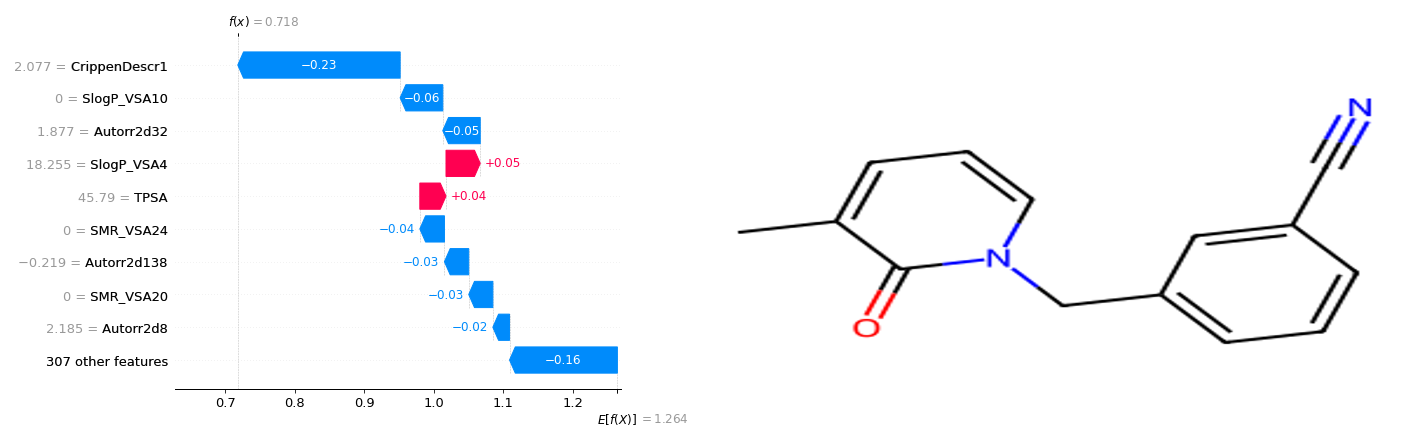 f(x) = 0.718
2.077 = CrippenDescr1
−0.23
0 = SlogP_VSA10
−0.06
1.877 = Autorr2d32
−0.05
18.255 = SlogP_VSA4
+0.05
45.79 = TPSA
+0.04
0 = SMR_VSA24
−0.04
−0.219 = Autorr2d138
−0.03
0 = SMR_VSA20
−0.03
2.185 = Autorr2d8
−0.02
307 other features
−0.16
0.7 0.8 0.9 1.0 1.1 1.2
E[f(X)] = 1.264
N
N
O